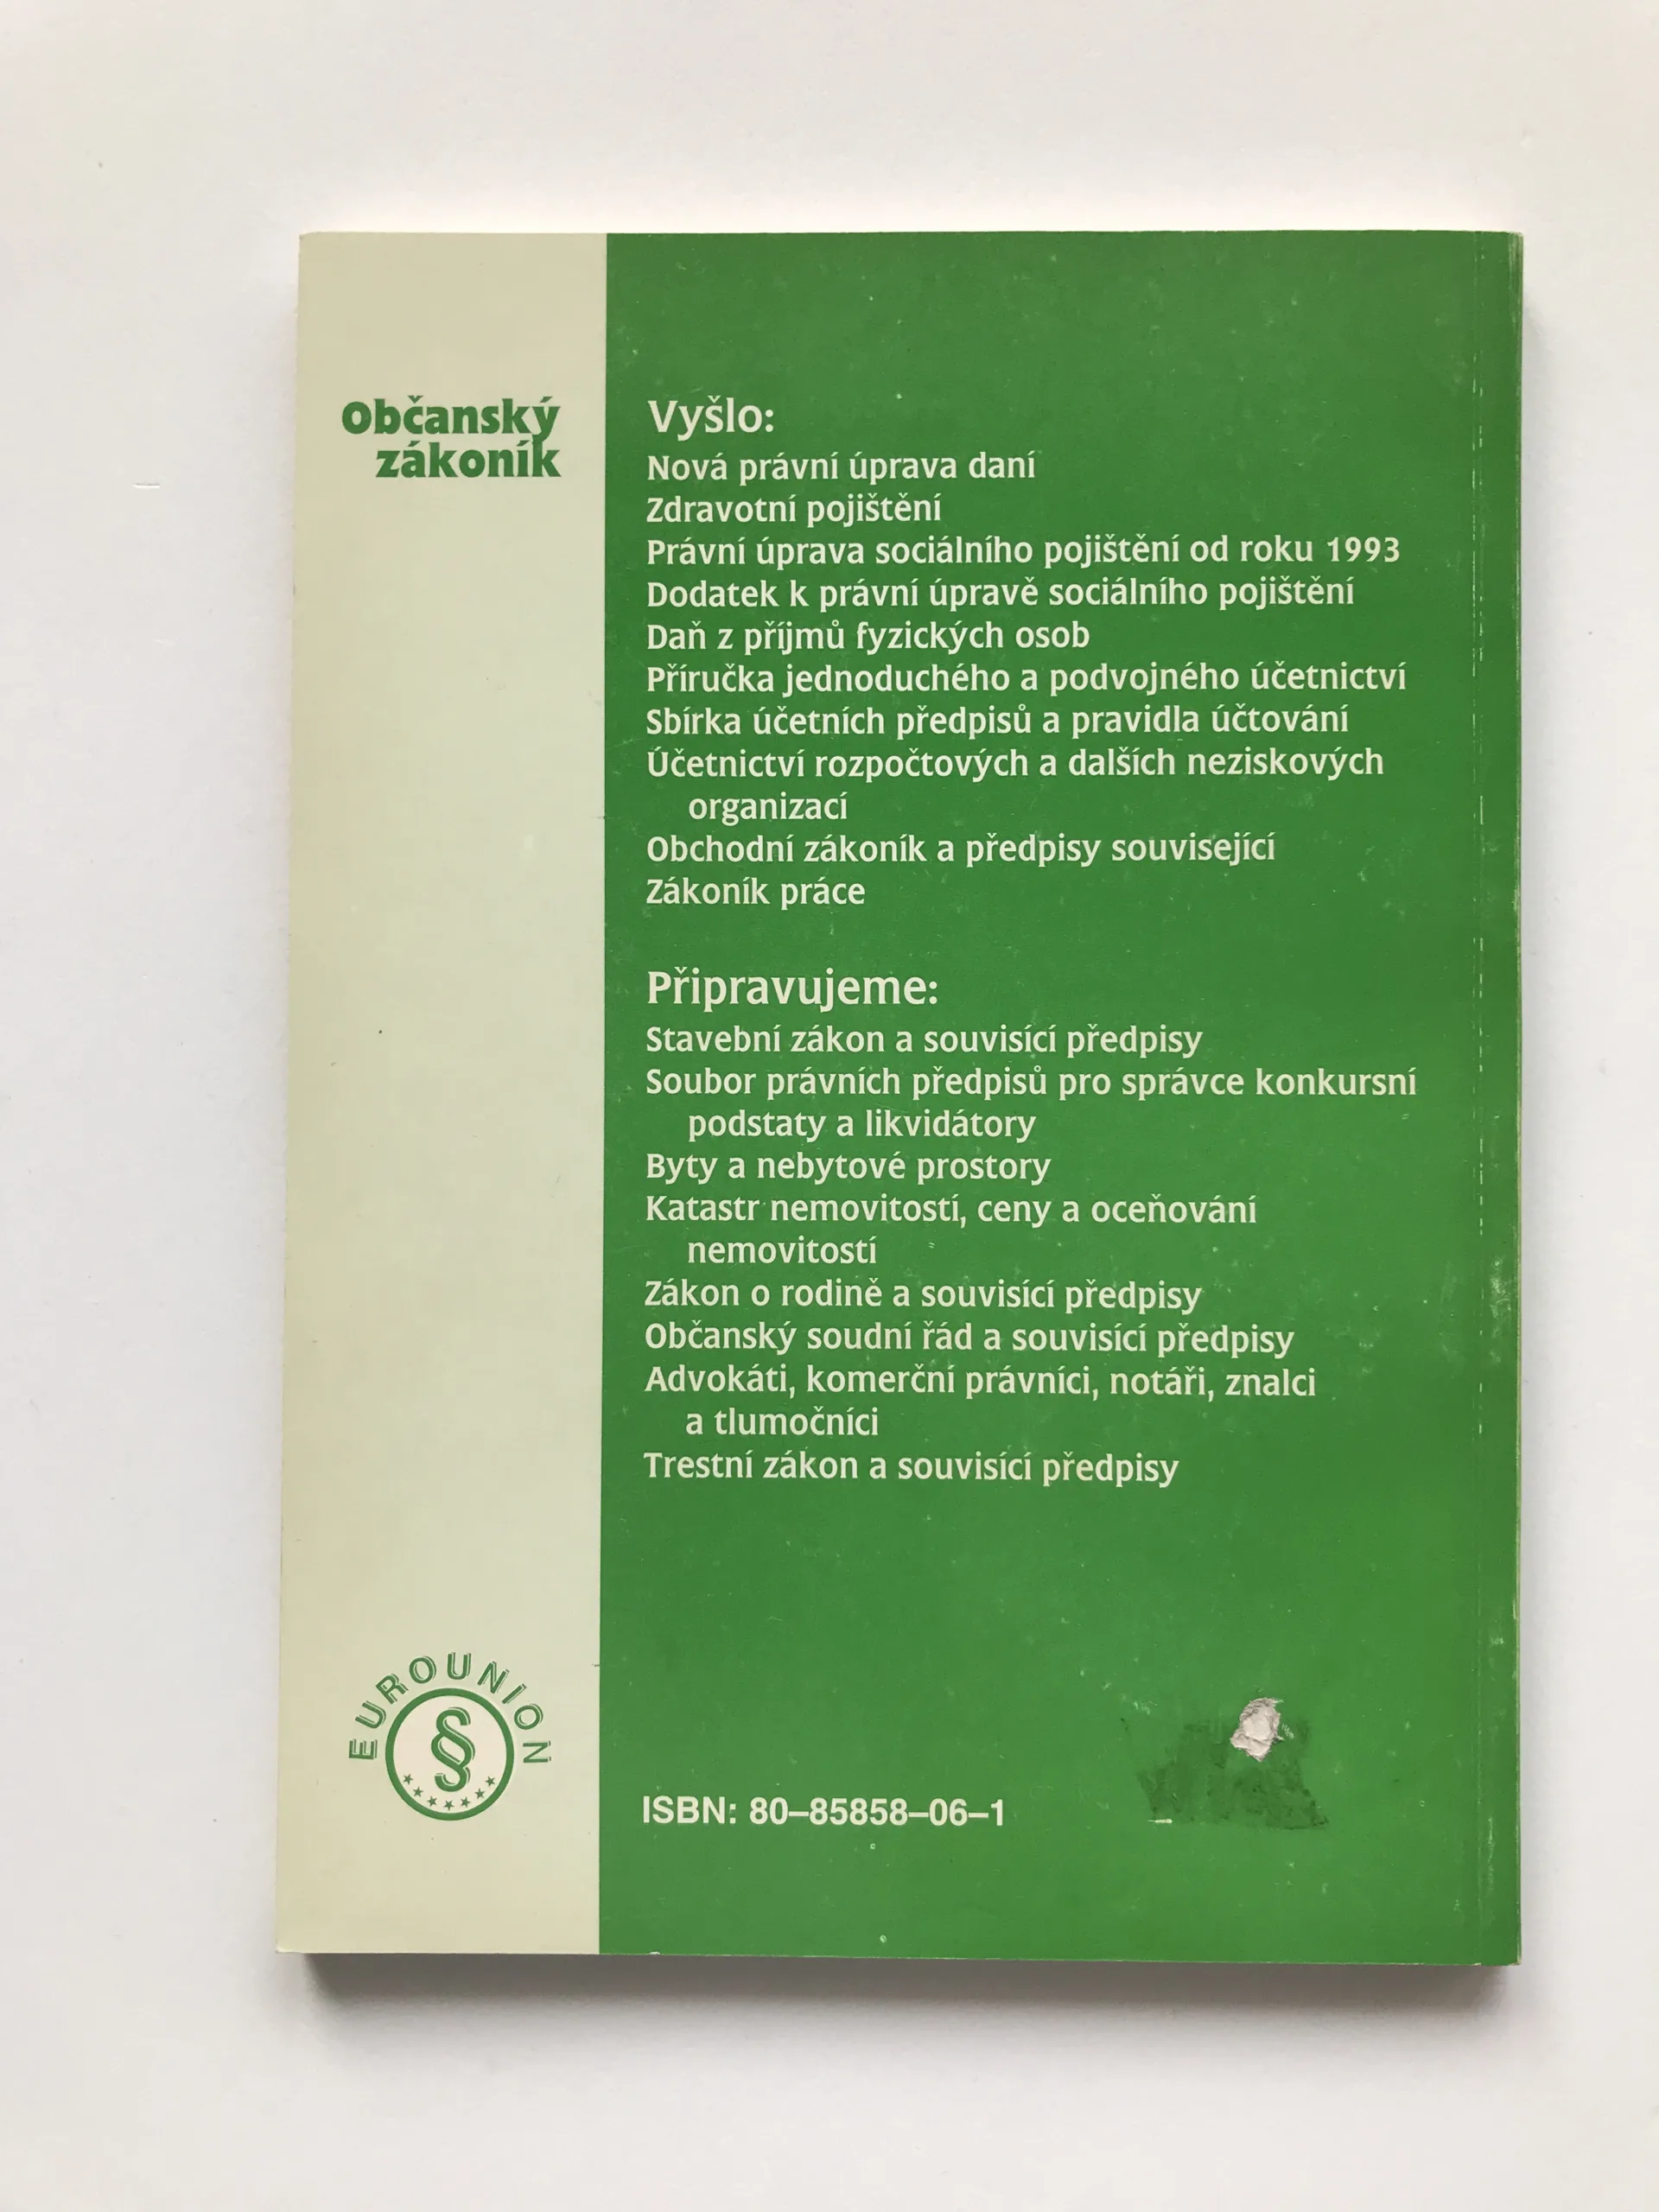 Občanský
zákoník
Vyšlo:
Nová právní úprava daní
Zdravotní pojištění
Právní úprava sociálního pojištění od roku 1993
Dodatek k právní úpravě sociálního pojištění
Daň z příjmů fyzických osob
Příručka jednoduchého a podvojného účetnictví
Sbírka účetních předpisů a pravidla účtování
Účetnictví rozpočtových a dalších neziskových
organizací
Obchodní zákoník a předpisy související
Zákoník práce
Připravujeme:
Stavební zákon a souvisící předpisy
Soubor právních předpisů pro správce konkursní
podstaty a likvidátory
Byty a nebytové prostory
Katastr nemovitostí, ceny a oceňování
nemovitostí
Zákon o rodině a souvisící předpisy
Občanský soudní řád a souvisící předpisy
Advokáti, komerční právníci, notáři, znalci
a tlumočníci
Trestní zákon a souvisící předpisy
EUROUNION
§
ISBN: 80–85858–06–1